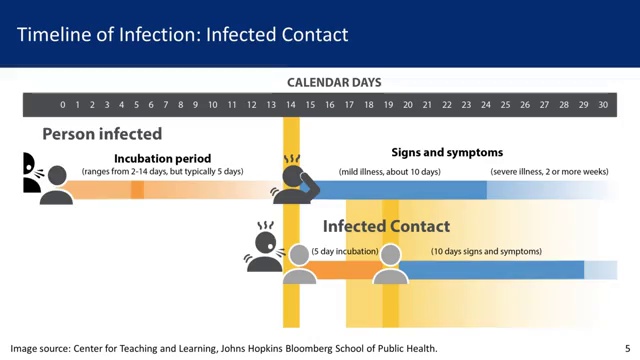 Timeline of Infection: Infected Contact
CALENDAR DAYS
0 1 2 3 4 5 6 7 8 9 10 11 12 13 14 15 16 17 18 19 20 21 22 23 24 25 26 27 28 29 30
Person infected
Incubation period
(ranges from 2-14 days, but typically 5 days)
Signs and symptoms
(mild illness, about 10 days)
(severe illness, 2 or more weeks)
Infected Contact
(5 day incubation)
(10 days signs and symptoms)
Image source: Center for Teaching and Learning, Johns Hopkins Bloomberg School of Public Health.
5